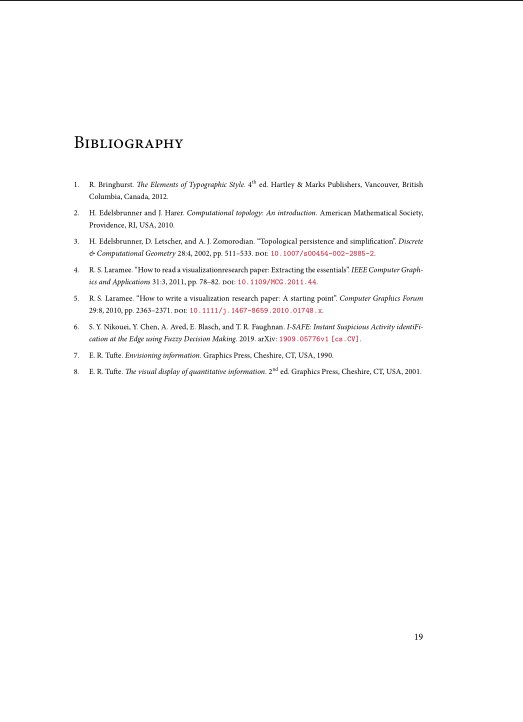 BIBLIOGRAPHY
1. R. Bringhurst. The Elements of Typographic Style. 4th ed. Hartley & Marks Publishers, Vancouver, British
Columbia, Canada, 2012.
2. H. Edelsbrunner and J. Harer. Computational topology: An introduction. American Mathematical Society,
Providence, RI, USA, 2010.
3. H. Edelsbrunner, D. Letscher, and A. J. Zomorodian. “Topological persistence and simplification”. Discrete
& Computational Geometry 28:4, 2002, pp. 511–533. DOI: 10.1007/s00454-002-2885-2.
4. R. S. Laramee. “How to read a visualizationresearch paper: Extracting the essentials”. IEEE Computer Graph-
ics and Applications 31:3, 2011, pp. 78–82. DOI: 10.1109/MCG.2011.44.
5. R. S. Laramee. “How to write a visualization research paper: A starting point”. Computer Graphics Forum
29:8, 2010, pp. 2363–2371. DOI: 10.1111/j.1467-8659.2010.01748.x.
6. S. Y. Nikouei, Y. Chen, A. Aved, E. Blasch, and T. R. Faughnan. I-SAFE: Instant Suspicious Activity identiFi-
cation at the Edge using Fuzzy Decision Making. 2019. arXiv: 1909.05776v1 [cs.CV].
7. E. R. Tufte. Envisioning information. Graphics Press, Cheshire, CT, USA, 1990.
8. E. R. Tufte. The visual display of quantitative information. 2nd ed. Graphics Press, Cheshire, CT, USA, 2001.
19